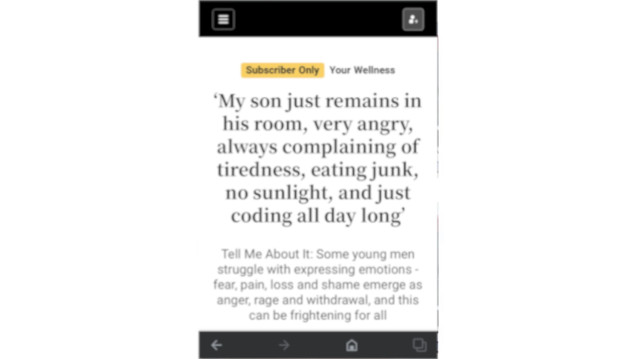 Subscriber Only Your Wellness
‘My son just remains in
his room, very angry,
always complaining of
tiredness, eating junk,
no sunlight, and just
coding all day long’
Tell Me About It: Some young men
struggle with expressing emotions -
fear, pain, loss and shame emerge as
anger, rage and withdrawal, and this
can be frightening for all